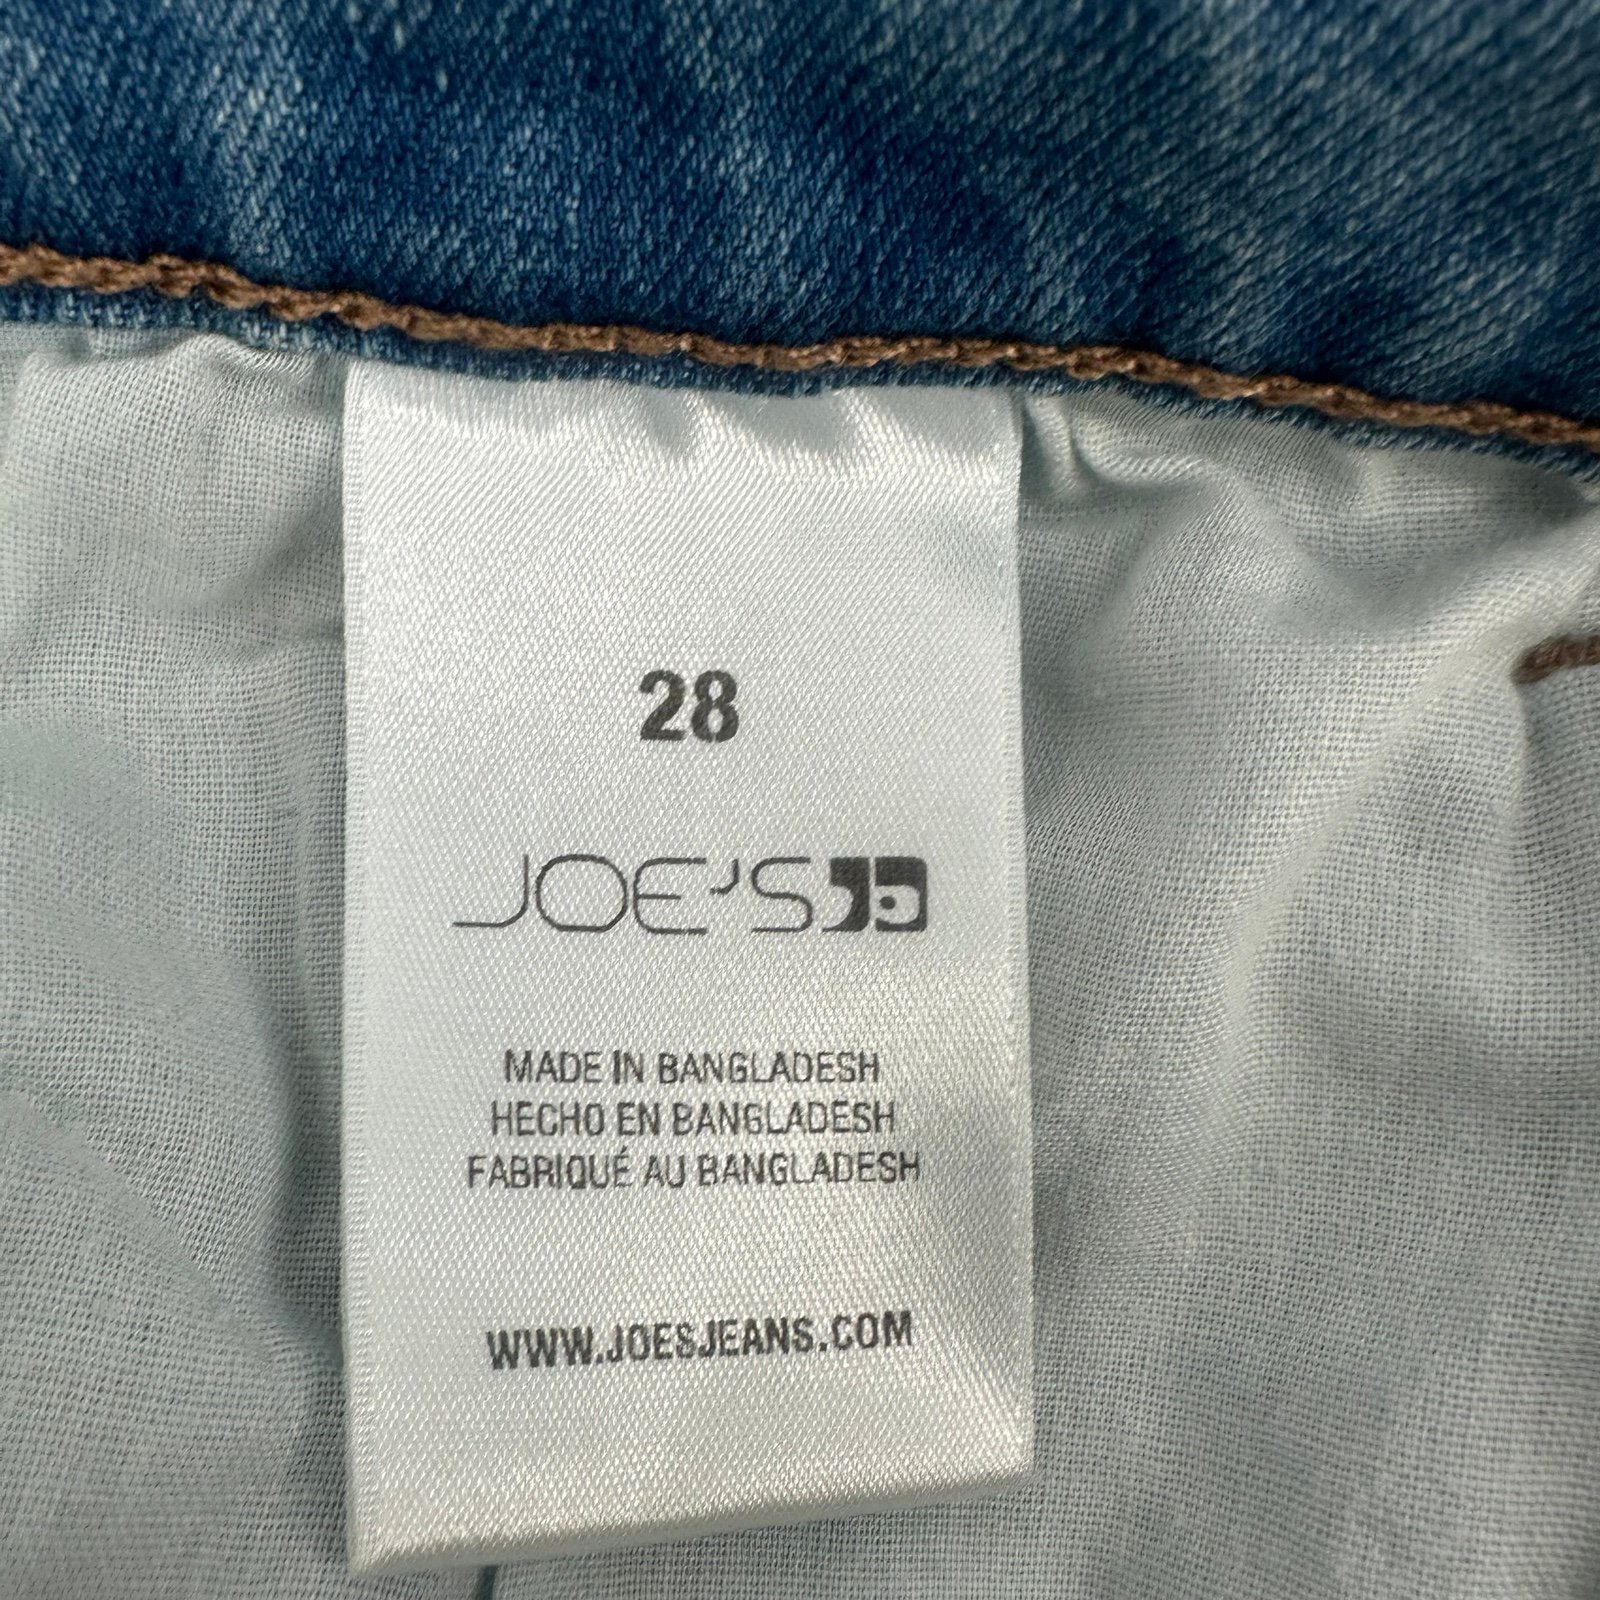 28
JOE'S
MADE IN BANGLADESH
HECHO EN BANGLADESH
FABRIQUÉ AU BANGLADESH
WWW.JOESJEANS.COM